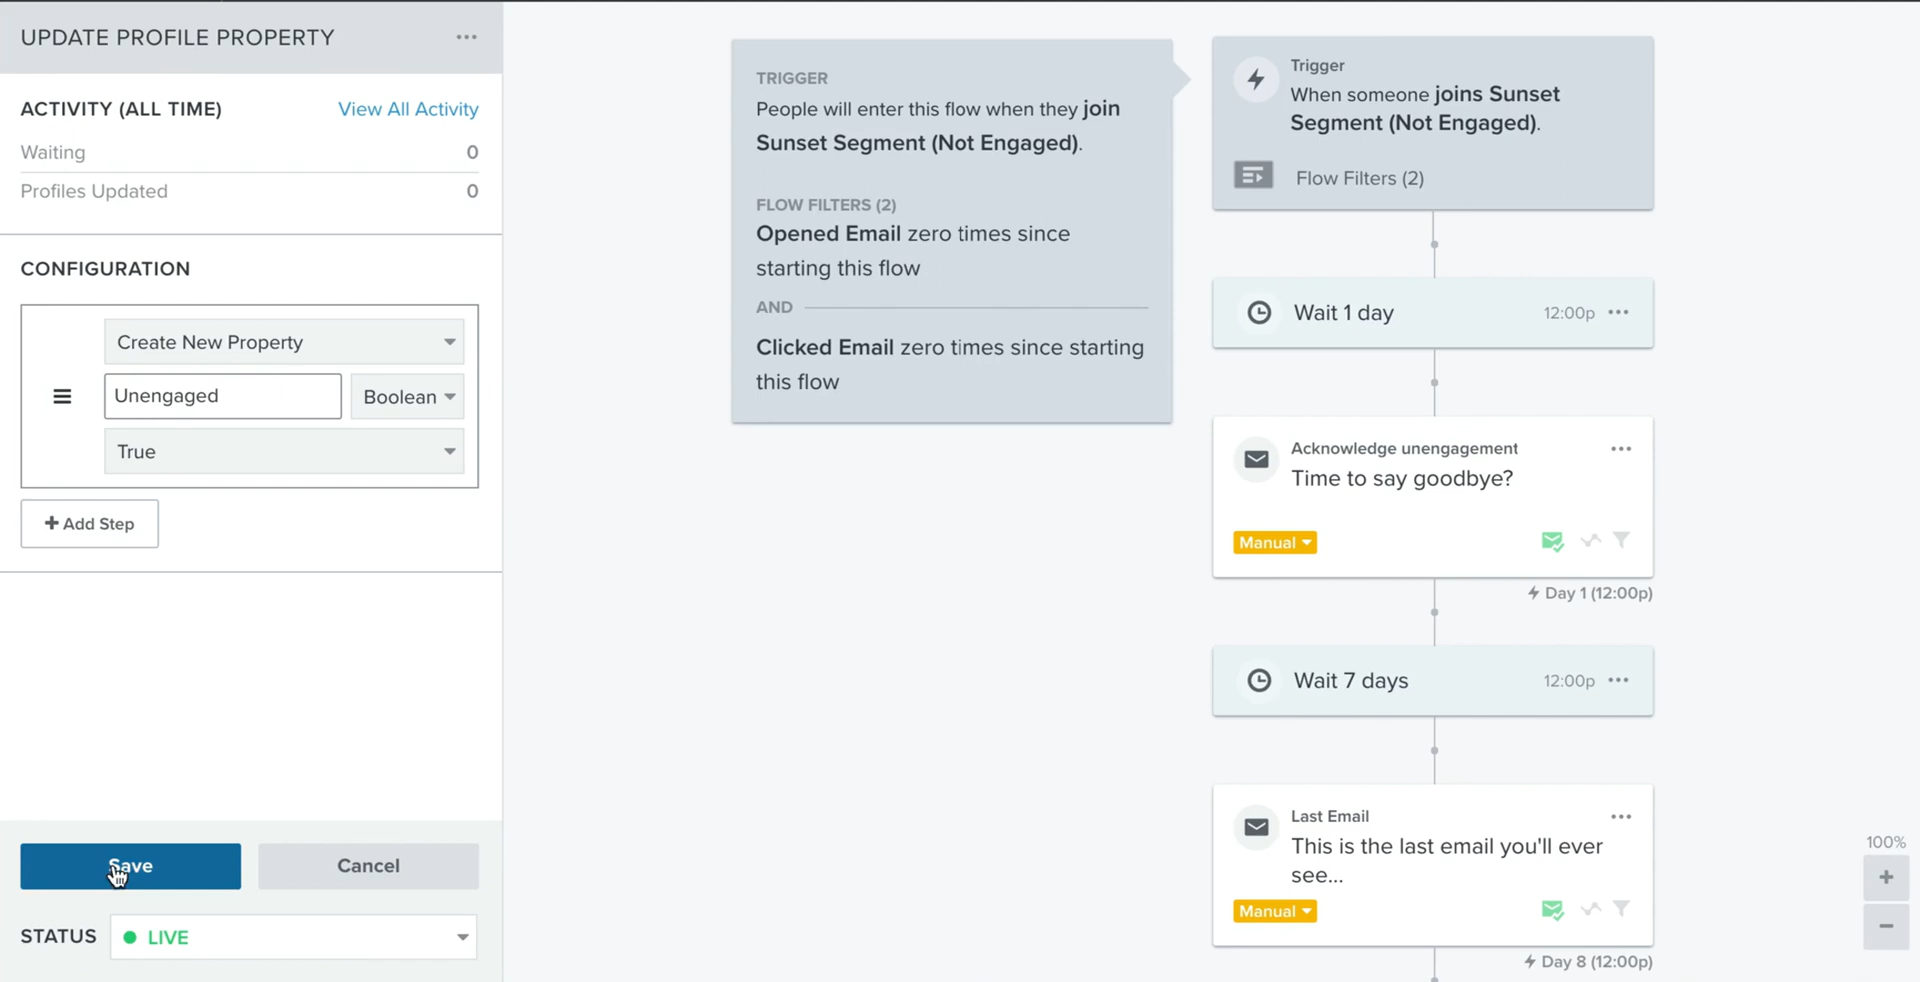 UPDATE PROFILE PROPERTY
ACTIVITY (ALL TIME) View All Activity
Waiting 0
Profiles Updated 0
CONFIGURATION
Create New Property
Unengaged Boolean
True
+ Add Step
Save Cancel
STATUS LIVE
TRIGGER
People will enter this flow when they join
Sunset Segment (Not Engaged).
FLOW FILTERS (2)
Opened Email zero times since
starting this flow
AND
Clicked Email zero times since starting
this flow
Trigger
When someone joins Sunset
Segment (Not Engaged).
Flow Filters (2)
Wait 1 day 12:00p
Acknowledge unengagement
Time to say goodbye?
Manual
Day 1 (12:00p)
Wait 7 days 12:00p
Last Email
This is the last email you'll ever
see...
Manual
Day 8 (12:00p)
100%
+
−